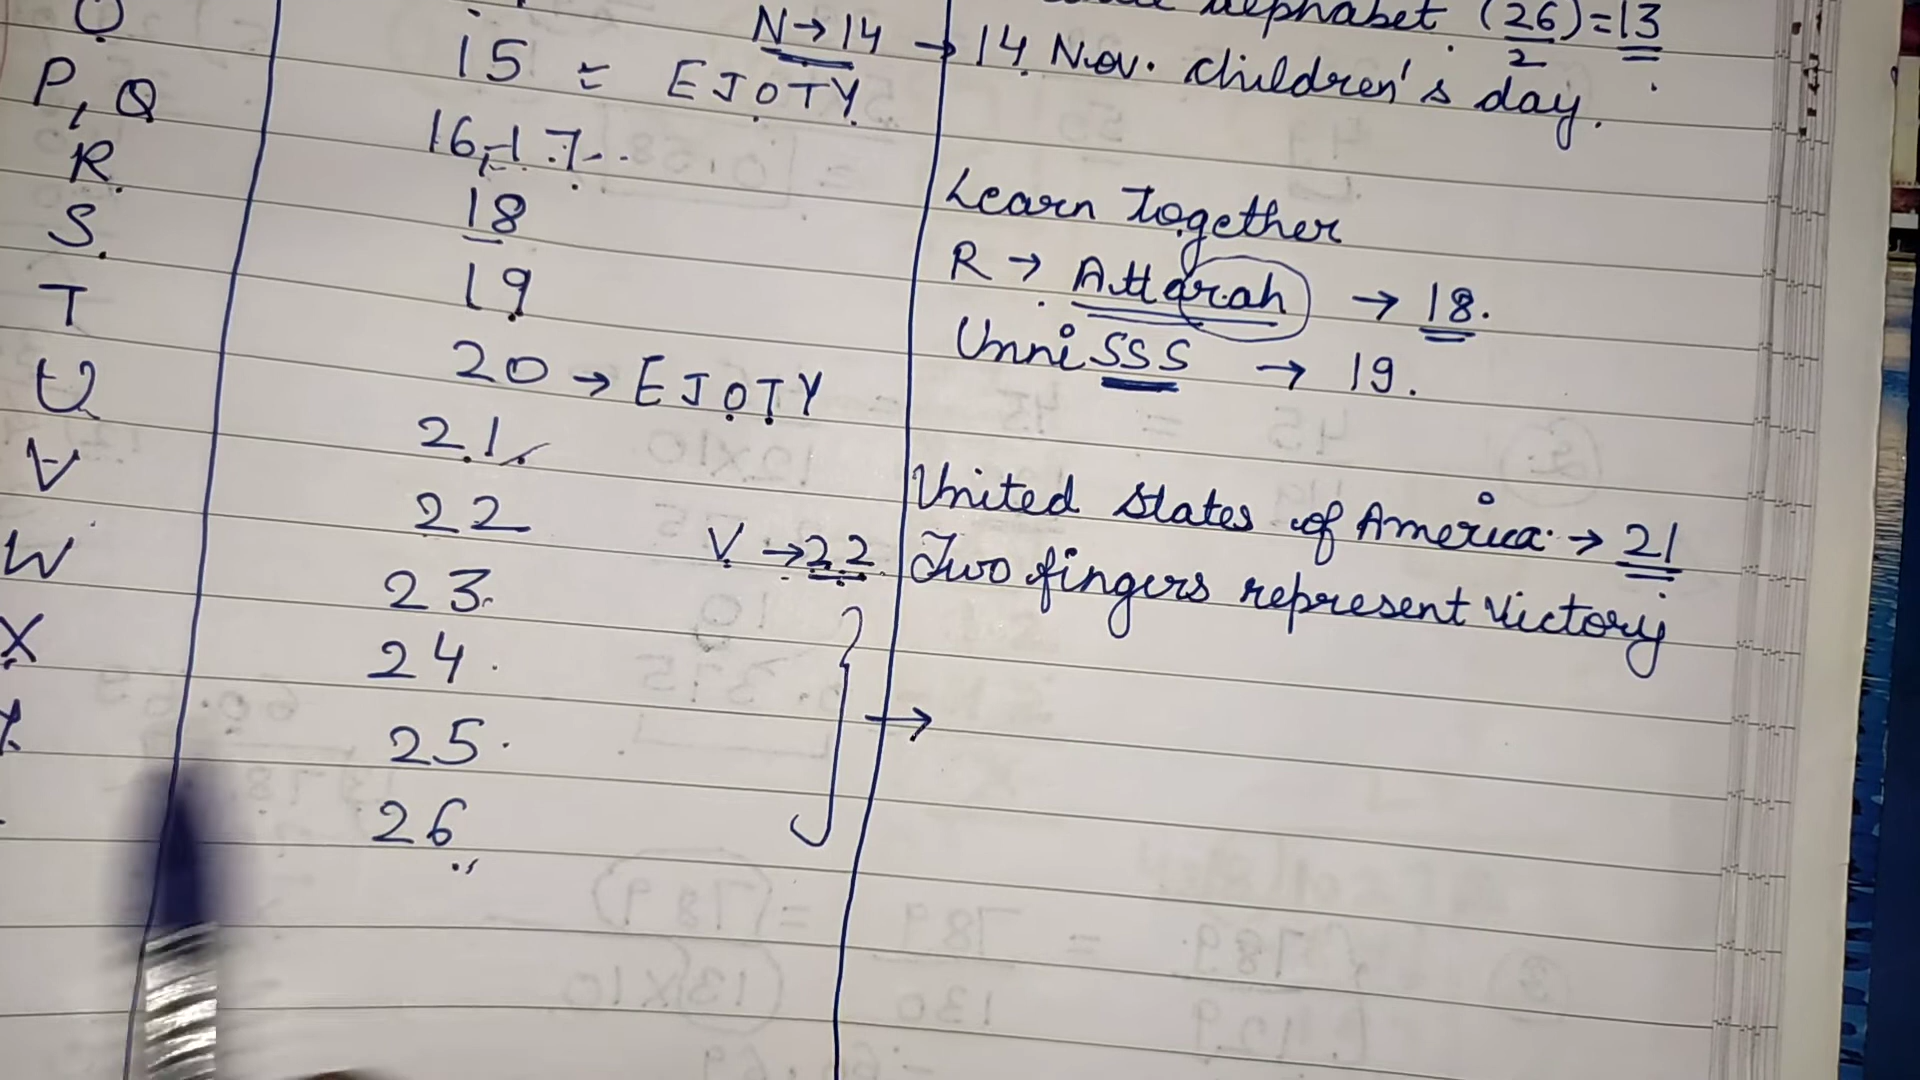 O
N→14 → 14 Nov. Children's day.
alphabet. (26/2)=13
15 = EJOTY
P, Q 16,17
R. 18 Learn Together
S. 19 R → Attarah → 18.
T 20 → EJOTY UnniSSS → 19.
U 21
V 22 V → 22 United States of America → 21
W 23 Two fingers represent Victory
X 24
25
26